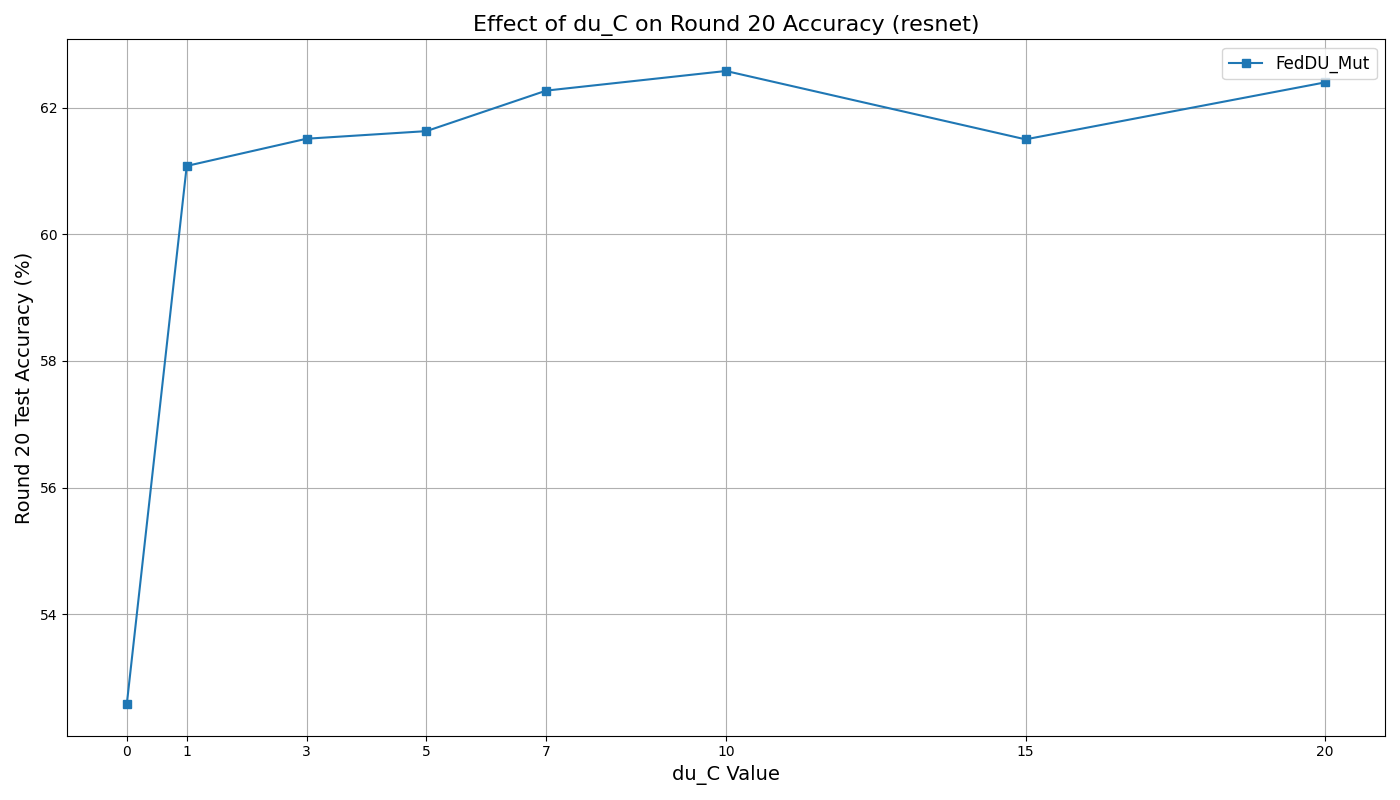 Effect of du_C on Round 20 Accuracy (resnet)
FedDU_Mut
Round 20 Test Accuracy (%)
62
60
58
56
54
0 1 3 5 7 10 15 20
du_C Value